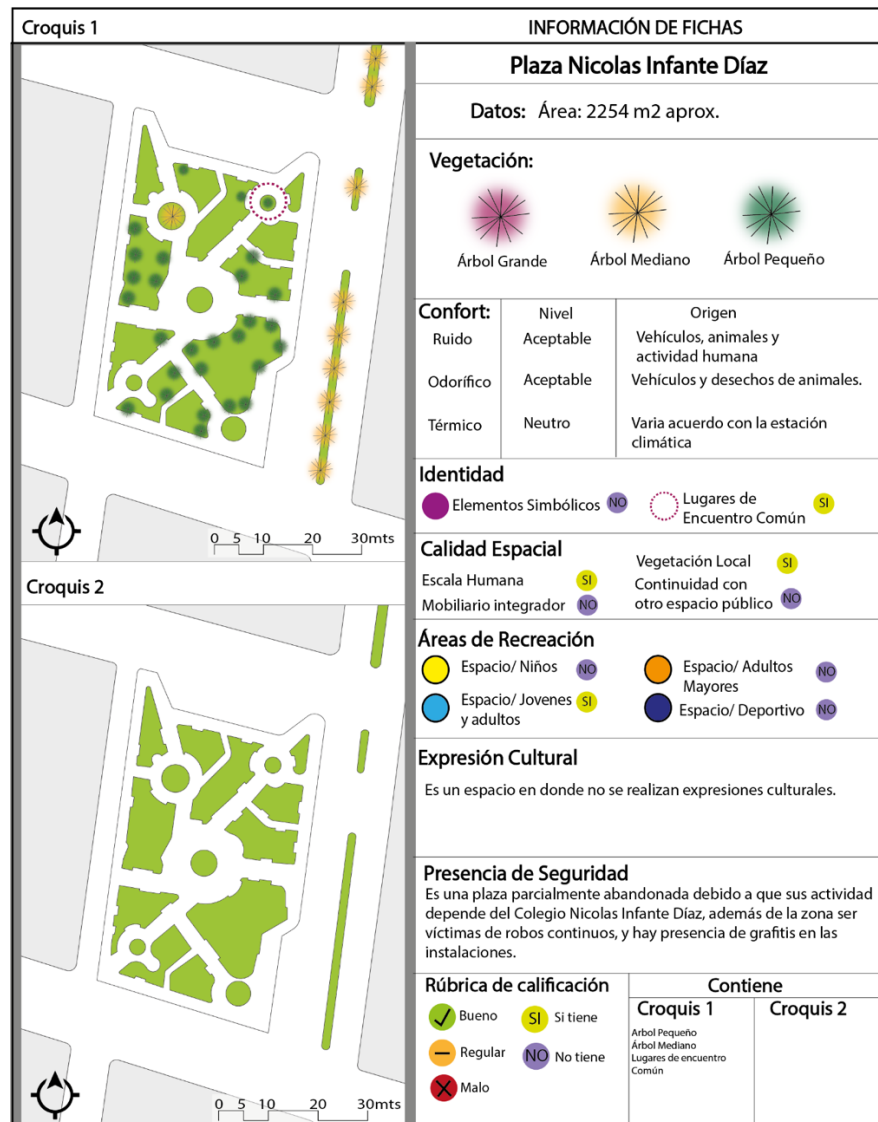 Croquis 1
INFORMACIÓN DE FICHAS
Plaza Nicolas Infante Díaz
Datos: Área: 2254 m2 aprox.
Vegetación:
Árbol Grande
Árbol Mediano
Árbol Pequeño
Confort:
Nivel
Origen
Ruido
Aceptable
Vehículos, animales y
actividad humana
Odorífico
Aceptable
Vehículos y desechos de animales.
Térmico
Neutro
Varia acuerdo con la estación
climática
Identidad
Elementos Simbólicos NO
Lugares de
Encuentro Común SI
Calidad Espacial
Escala Humana SI
Mobiliario integrador NO
Vegetación Local SI
Continuidad con
otro espacio público NO
Áreas de Recreación
Espacio/ Niños NO
Espacio/ Adultos
Mayores NO
Espacio/ Jovenes
y adultos SI
Espacio/ Deportivo NO
Expresión Cultural
Es un espacio en donde no se realizan expresiones culturales.
Presencia de Seguridad
Es una plaza parcialmente abandonada debido a que sus actividad
depende del Colegio Nicolas Infante Díaz, además de la zona ser
víctimas de robos continuos, y hay presencia de grafitis en las
instalaciones.
Rúbrica de calificación
Bueno
SI Si tiene
Regular
NO No tiene
Malo
Contiene
Croquis 1
Arbol Pequeño
Árbol Mediano
Lugares de encuentro
Común
Croquis 2
0 5 10 20 30mts
Croquis 2
0 5 10 20 30mts